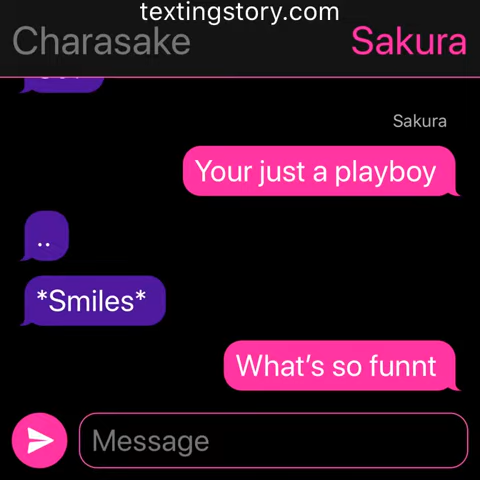 textingstory.com
Charasake
Sakura
Sakura
Your just a playboy
..
*Smiles*
What's so funnt
Message